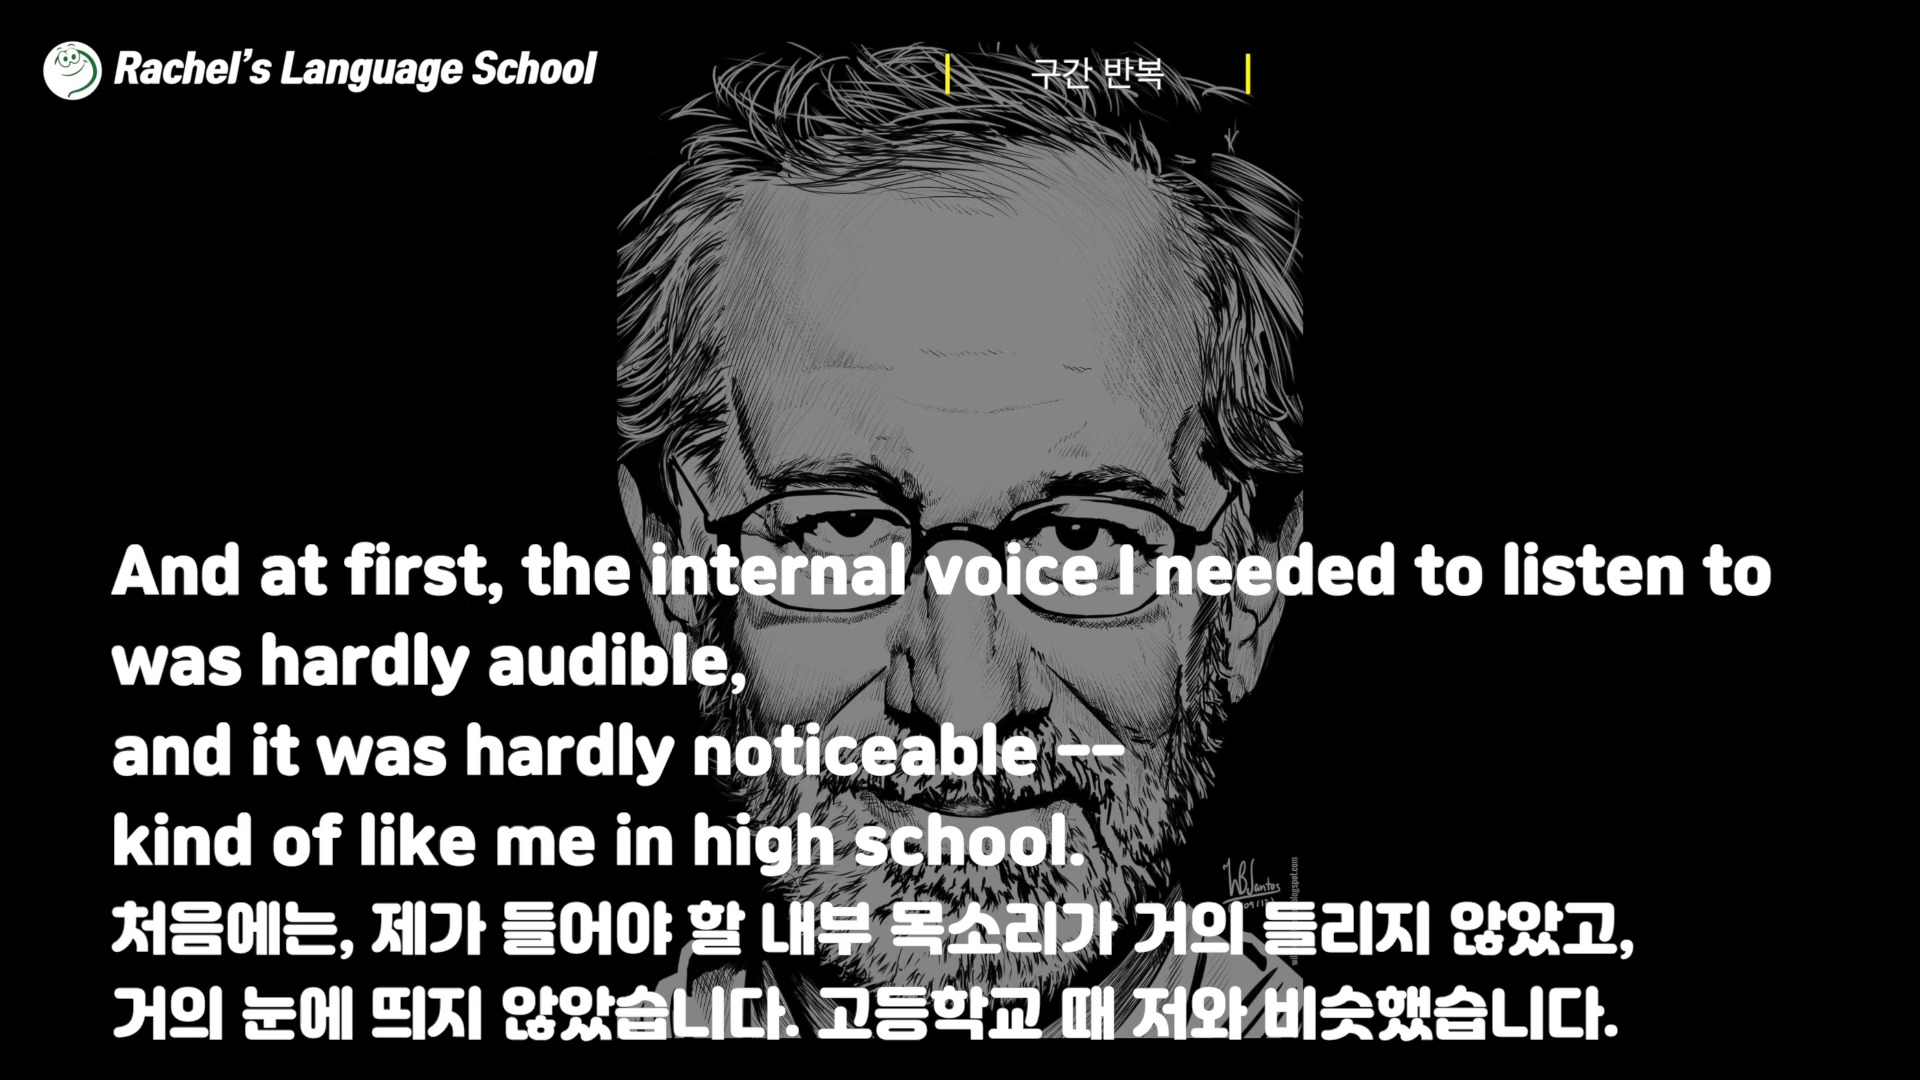 Rachel's Language School
구간 반복
And at first, the internal voice I needed to listen to
was hardly audible,
and it was hardly noticeable --
kind of like me in high school.
처음에는, 제가 들어야 할 내부 목소리가 거의 들리지 않았고,
거의 눈에 띄지 않았습니다. 고등학교 때 저와 비슷했습니다.